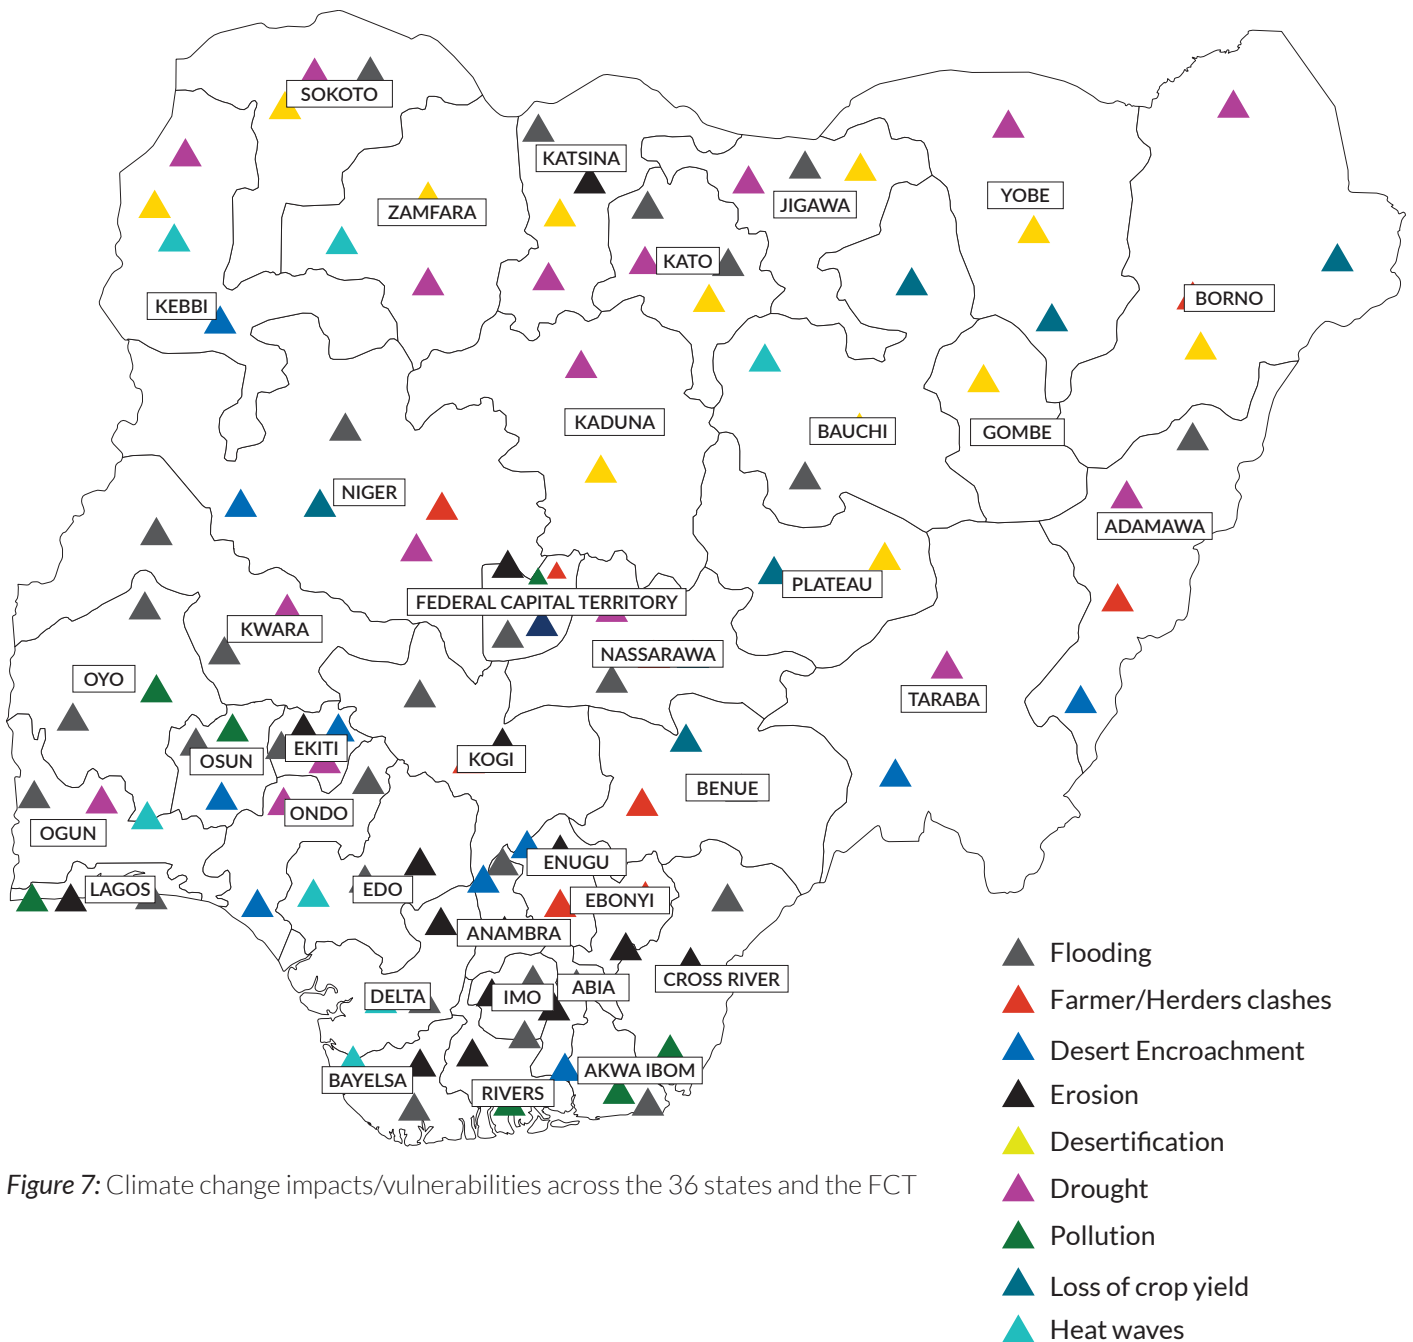 SOKOTO
KATSINA
ZAMFARA
JIGAWA
YOBE
KATO
KEBBI
BORNO
KADUNA
BAUCHI
GOMBE
NIGER
ADAMAWA
PLATEAU
FEDERAL CAPITAL TERRITORY
KWARA
NASSARAWA
OYO
TARABA
EKITI
OSUN
KOGI
BENUE
ONDO
OGUN
ENUGU
LAGOS
EDO
EBONYI
ANAMBRA
CROSS RIVER
ABIA
DELTA
IMO
AKWA IBOM
BAYELSA
RIVERS
Flooding
Farmer/Herders clashes
Desert Encroachment
Erosion
Desertification
Drought
Pollution
Loss of crop yield
Heat waves
Figure 7: Climate change impacts/vulnerabilities across the 36 states and the FCT